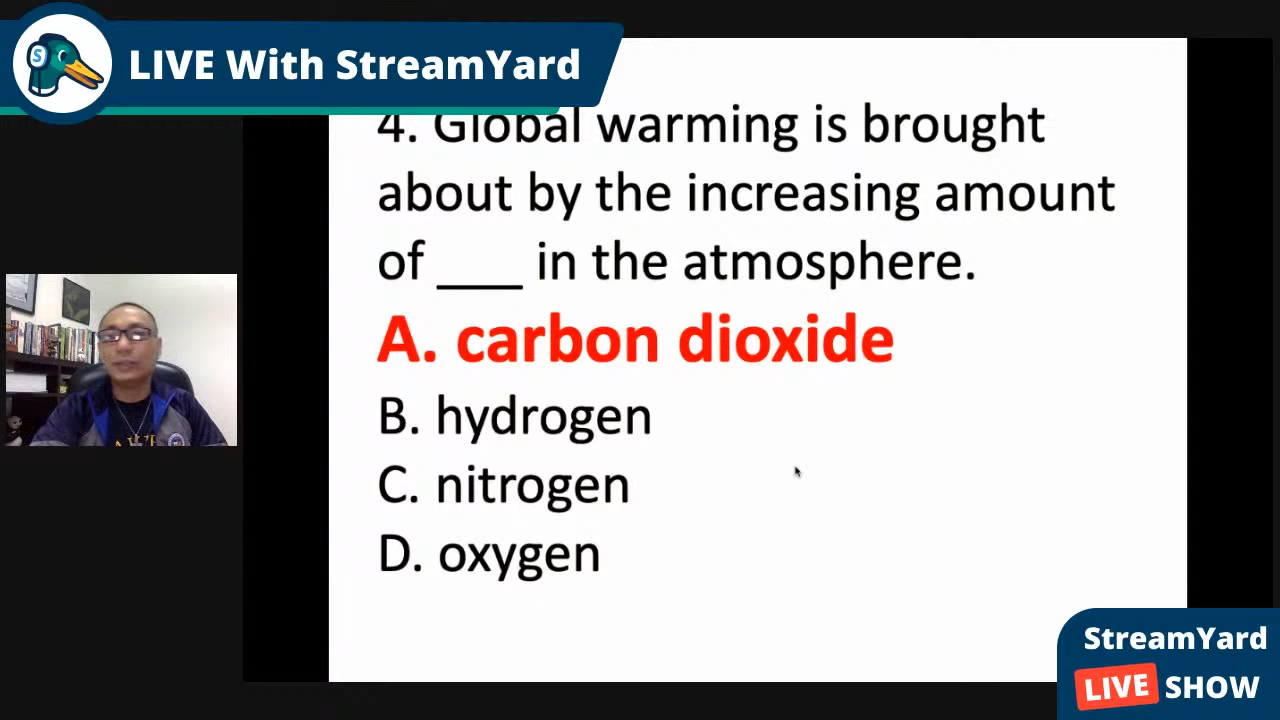 LIVE With StreamYard
4. Global warming is brought
about by the increasing amount
of ___ in the atmosphere.
A. carbon dioxide
B. hydrogen
C. nitrogen
D. oxygen
StreamYard
LIVE SHOW